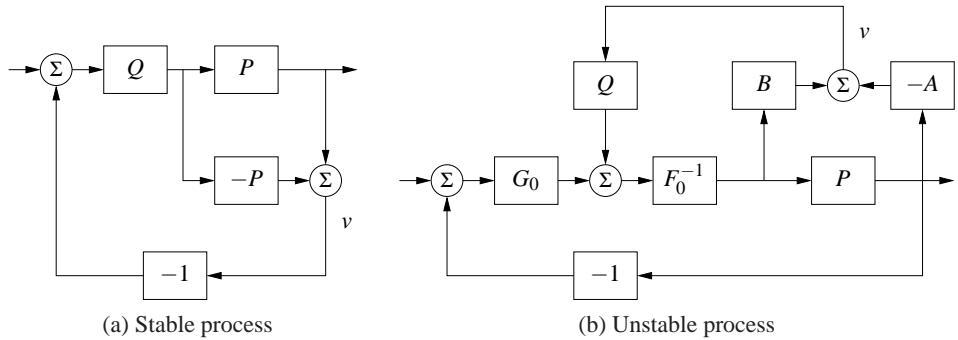 v
Σ Q P
Q B Σ −A
−P Σ
Σ G₀ Σ F₀⁻¹ P
v
−1 −1
(a) Stable process (b) Unstable process